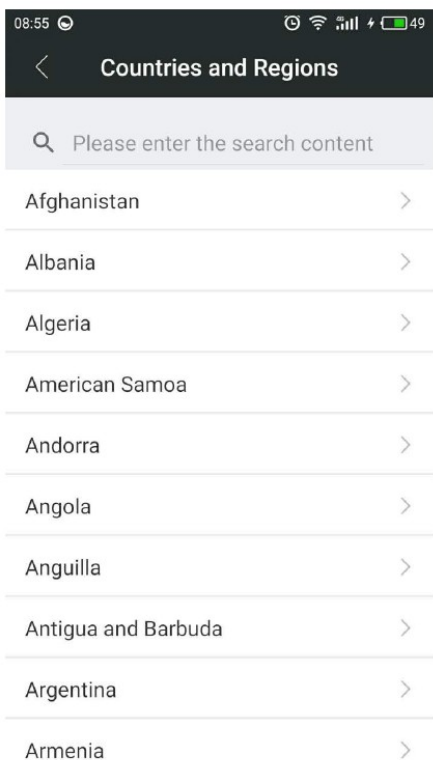 08:55 49
Countries and Regions
Please enter the search content
Afghanistan
Albania
Algeria
American Samoa
Andorra
Angola
Anguilla
Antigua and Barbuda
Argentina
Armenia